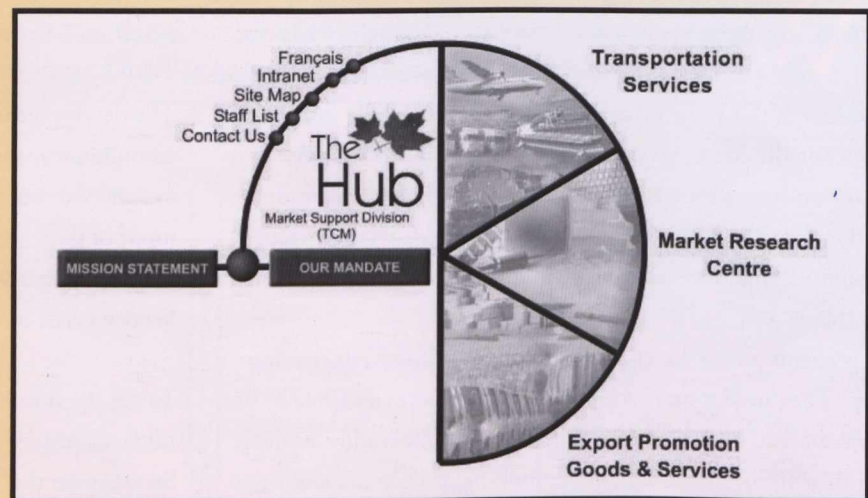 Français
Intranet
Site Map
Staff List
Contact Us
The
Hub
Market Support Division
(TCM)
MISSION STATEMENT
OUR MANDATE
Transportation
Services
Market Research
Centre
Export Promotion
Goods & Services